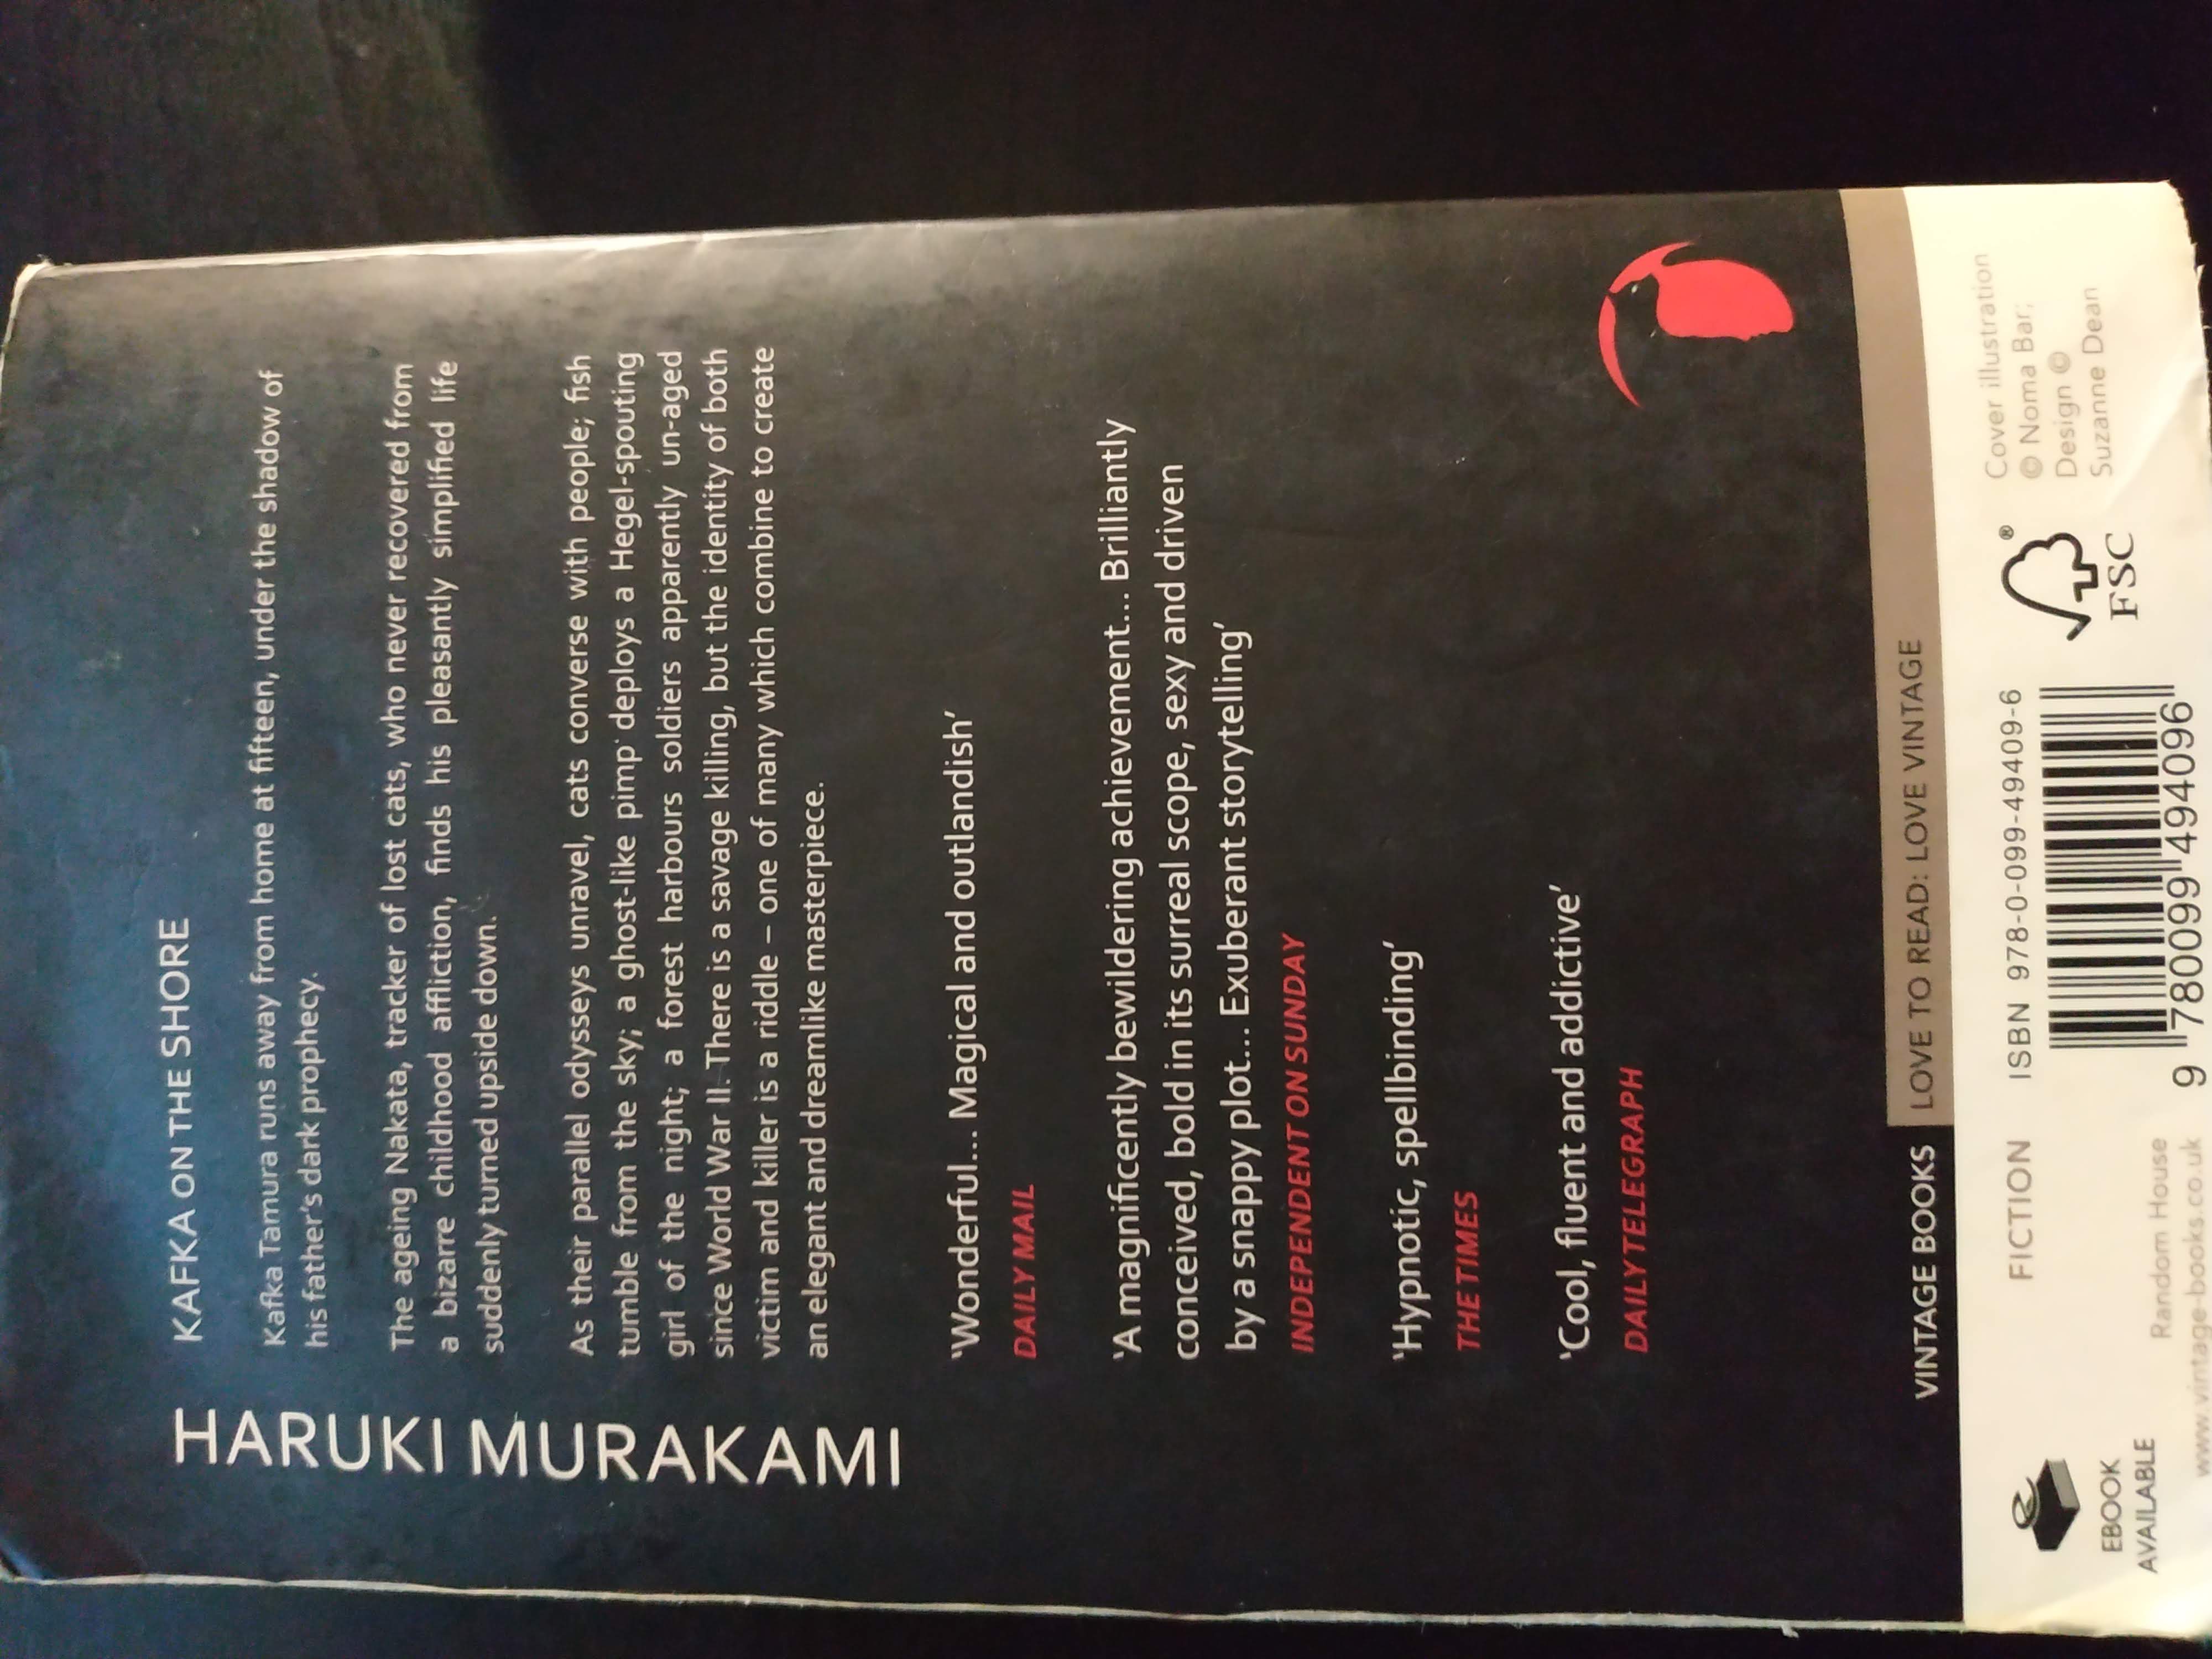 HARUKI MURAKAMI
KAFKA ON THE SHORE
Kafka Tamura runs away from home at fifteen, under the shadow of
his father's dark prophecy.
The ageing Nakata, tracker of lost cats, who never recovered from
a bizarre childhood affliction, finds his pleasantly simplified life
suddenly turned upside down.
As their parallel odysseys unravel, cats converse with people; fish
tumble from the sky; a ghost-like pimp deploys a Hegel-spouting
girl of the night; a forest harbours soldiers apparently un-aged
since World War II. There is a savage killing, but the identity of both
victim and killer is a riddle – one of many which combine to create
an elegant and dreamlike masterpiece.
‘Wonderful... Magical and outlandish’
DAILY MAIL
‘A magnificently bewildering achievement... Brilliantly
conceived, bold in its surreal scope, sexy and driven
by a snappy plot... Exuberant storytelling’
INDEPENDENT ON SUNDAY
‘Hypnotic, spellbinding’
THE TIMES
‘Cool, fluent and addictive’
DAILY TELEGRAPH
VINTAGE BOOKS LOVE TO READ: LOVE VINTAGE
EBOOK
AVAILABLE
FICTION
Random House
www.vintage-books.co.uk
ISBN 978-0-099-49409-6
9 780099 494096
®
FSC
Cover illustration
© Noma Bar;
Design ©
Suzanne Dean